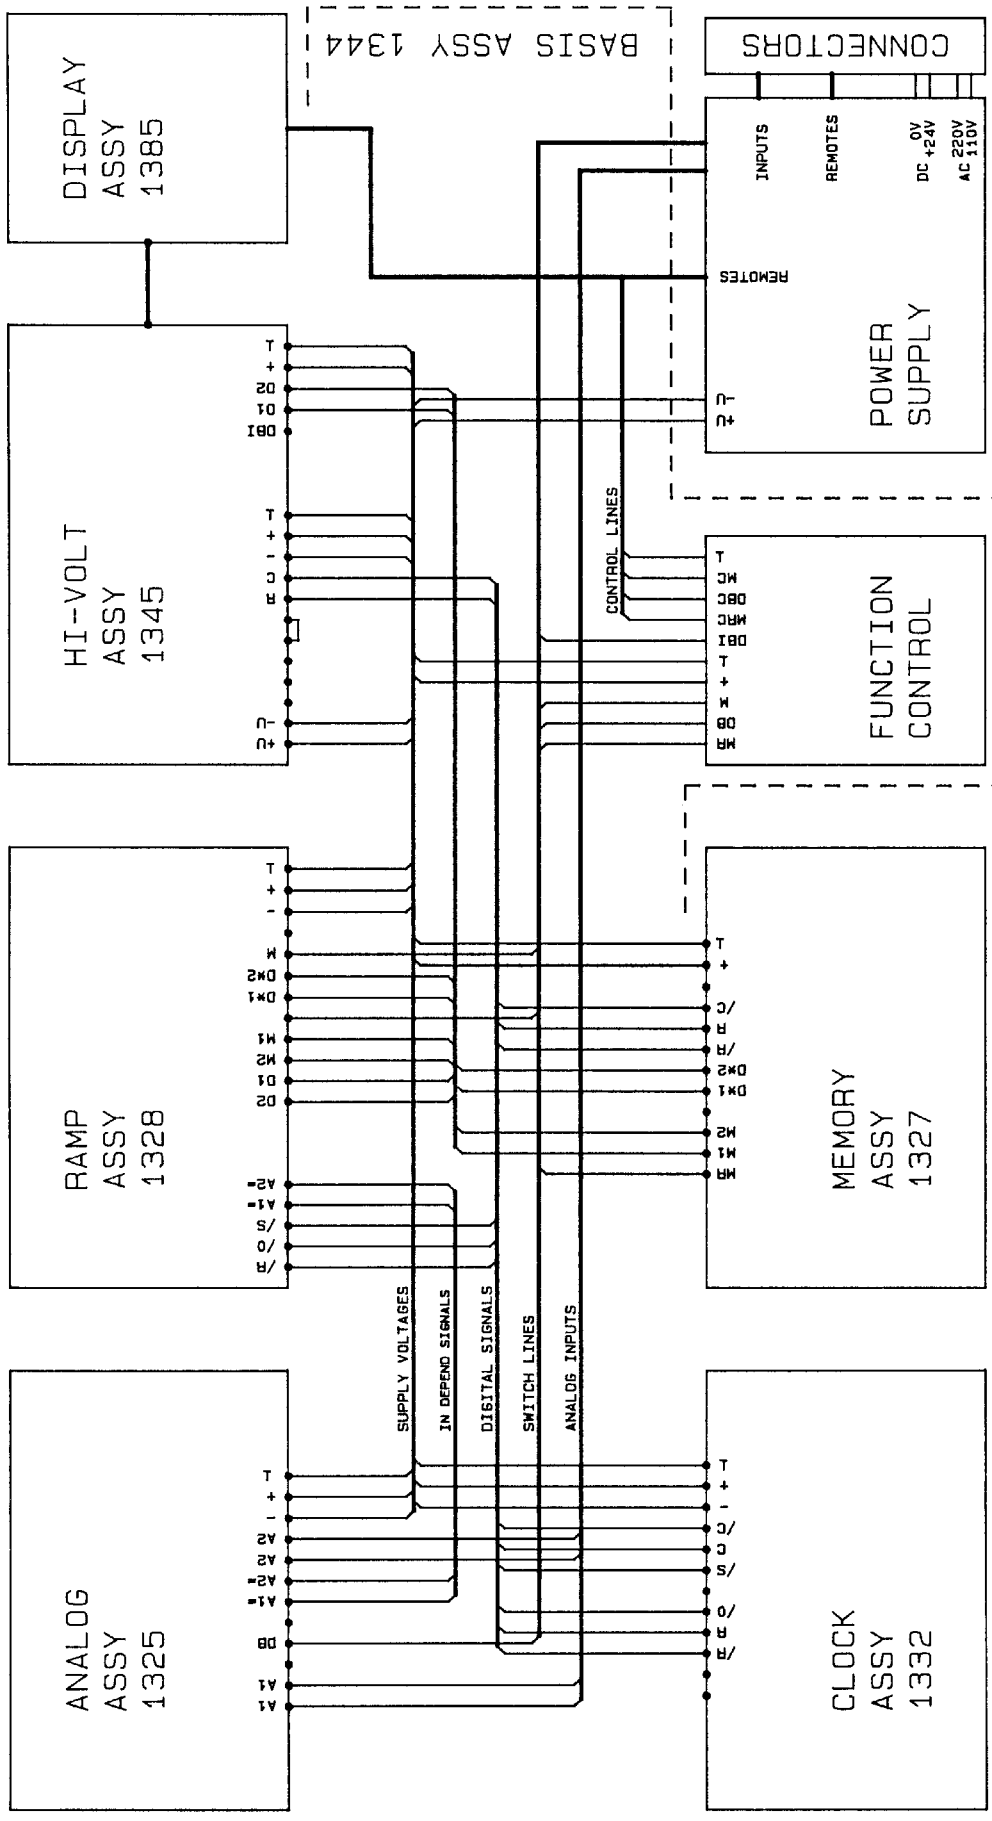 DISPLAY
ASSY
1385
BASIS ASSY 1344
CONNECTORS
INPUTS
REMOTES
DC 0V
+24V
AC 220V
110V
REMOTES
POWER
SUPPLY
-U
+U
HI-VOLT
ASSY
1345
⊥
+
D2
D1
DBI
⊥
+
-
C
R
-U
+U
CONTROL LINES
FUNCTION
CONTROL
⊥
MC
DBC
MRC
DBI
⊥
+
M
DB
MR
RAMP
ASSY
1328
⊥
+
-
M
D*2
D*1
M1
M2
D1
D2
A2=
A1=
/S
/O
/R
MEMORY
ASSY
1327
⊥
+
/C
R
/R
D*2
D*1
M2
M1
MR
SUPPLY VOLTAGES
IN DEPEND SIGNALS
DIGITAL SIGNALS
SWITCH LINES
ANALOG INPUTS
ANALOG
ASSY
1325
⊥
+
-
A2
A2
A2=
A1=
DB
A1
A1
CLOCK
ASSY
1332
⊥
+
-
/C
C
/S
/O
R
/R